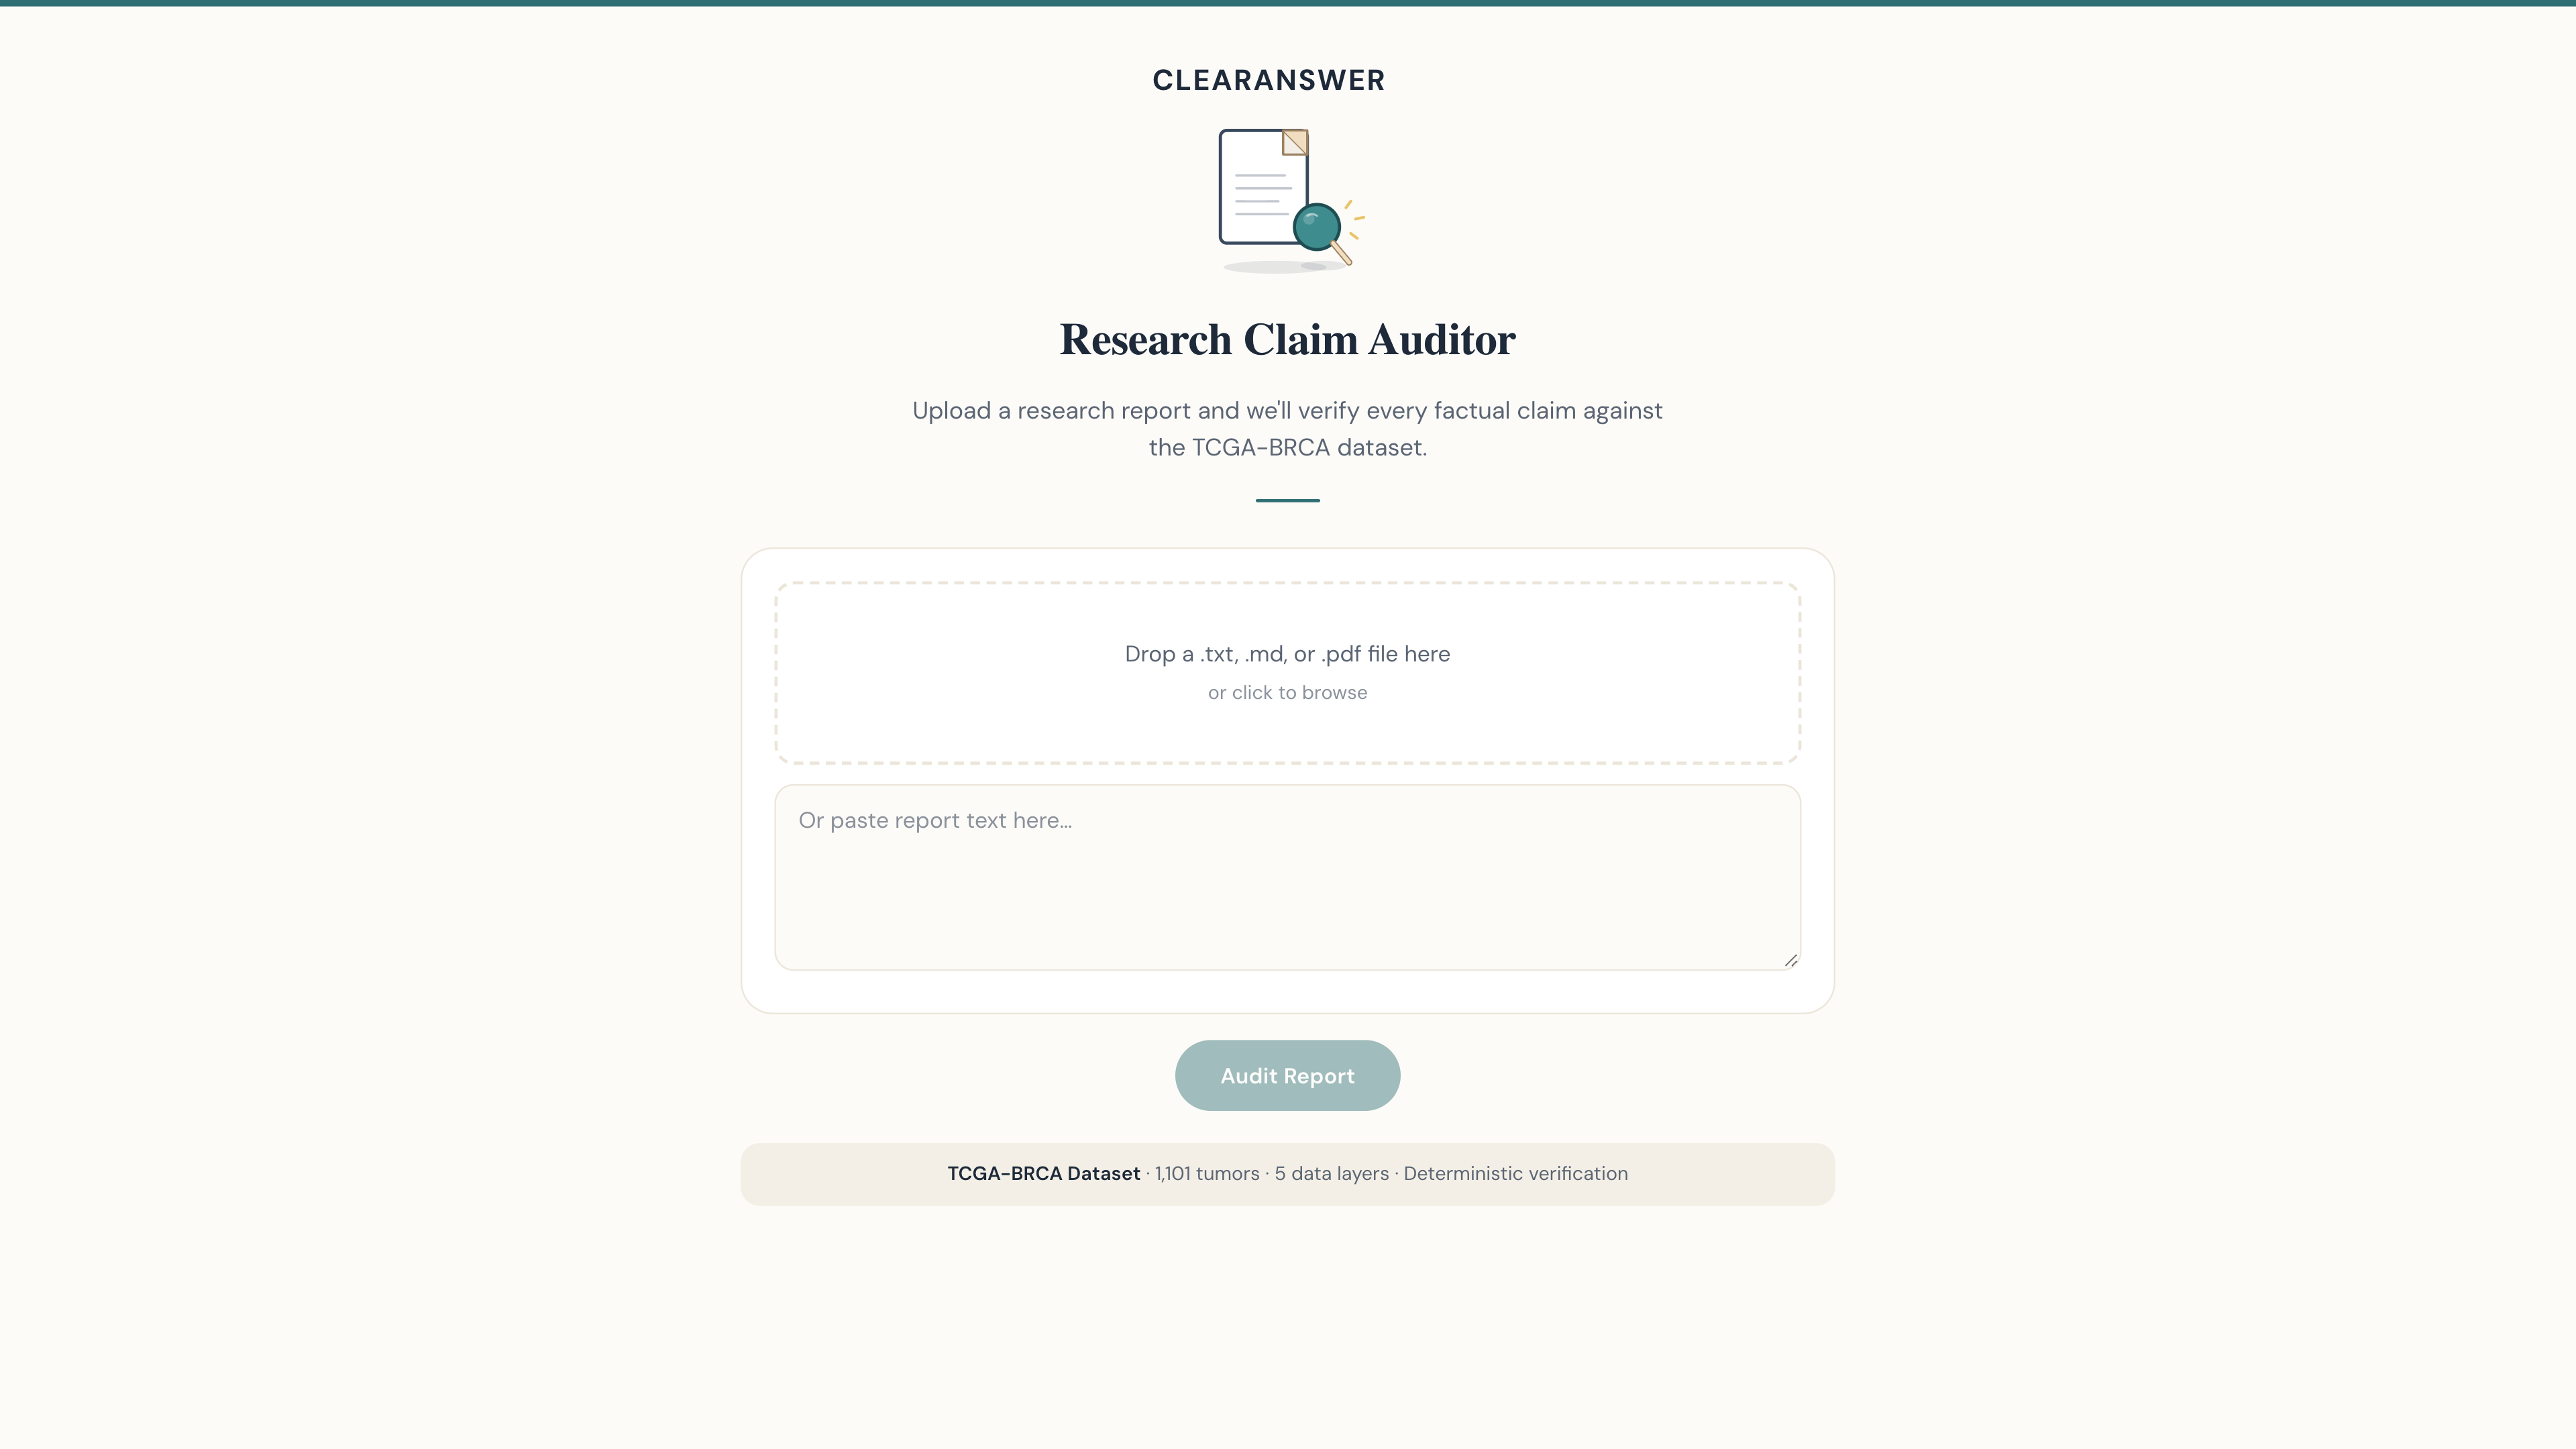 CLEARANSWER
Research Claim Auditor
Upload a research report and we'll verify every factual claim against
the TCGA-BRCA dataset.
Drop a .txt, .md, or .pdf file here
or click to browse
Or paste report text here...
Audit Report
TCGA-BRCA Dataset · 1,101 tumors · 5 data layers · Deterministic verification